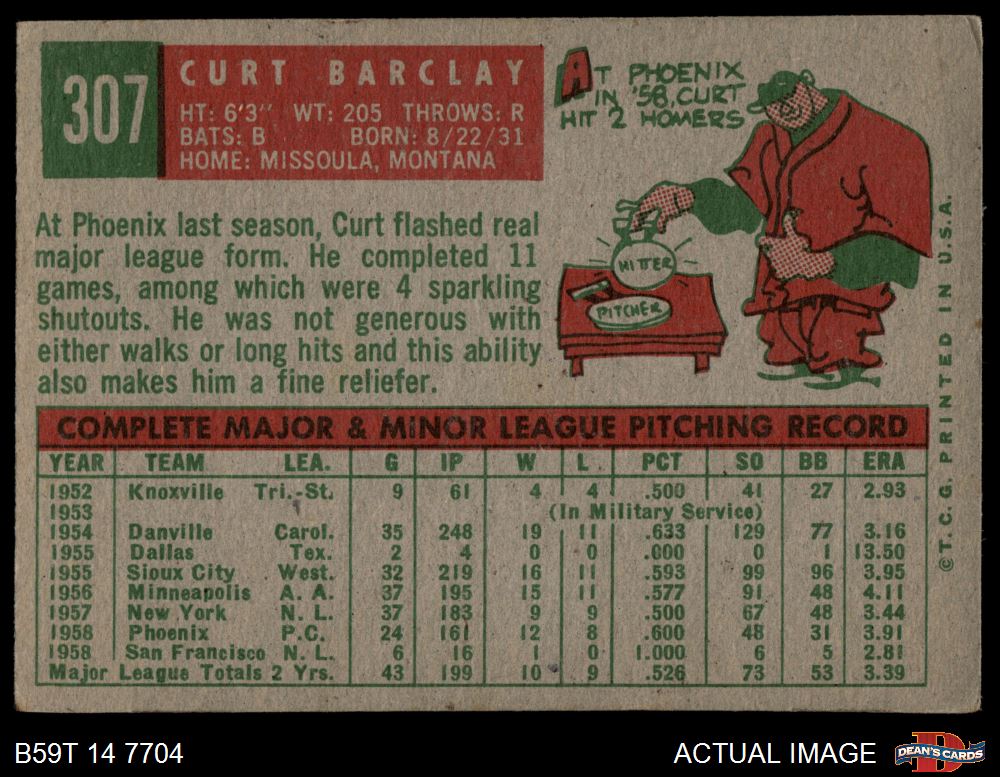 307
CURT BARCLAY
HT: 6'3" WT: 205 THROWS: R
BATS: B BORN: 8/22/31
HOME: MISSOULA, MONTANA
AT PHOENIX
IN '58, CURT
HIT 2 HOMERS
HITTER
PITCHER
At Phoenix last season, Curt flashed real
major league form. He completed 11
games, among which were 4 sparkling
shutouts. He was not generous with
either walks or long hits and this ability
also makes him a fine reliefer.
COMPLETE MAJOR & MINOR LEAGUE PITCHING RECORD
YEAR TEAM LEA. G IP W L PCT SO BB ERA
1952 Knoxville Tri.-St. 9 61 4 4 .500 41 27 2.93
1953 (In Military Service)
1954 Danville Carol. 35 248 19 11 .633 129 77 3.16
1955 Dallas Tex. 2 4 0 0 .000 0 1 13.50
1955 Sioux City West. 32 219 16 11 .593 99 96 3.95
1956 Minneapolis A. A. 37 195 15 11 .577 91 48 4.11
1957 New York N. L. 37 183 9 9 .500 67 48 3.44
1958 Phoenix P.C. 24 161 12 8 .600 48 31 3.91
1958 San Francisco N. L. 6 16 1 0 1.000 6 5 2.81
Major League Totals 2 Yrs. 43 199 10 9 .526 73 53 3.39
©T.C.G. PRINTED IN U.S.A.
B59T 14 7704
ACTUAL IMAGE
DEAN'S CARDS